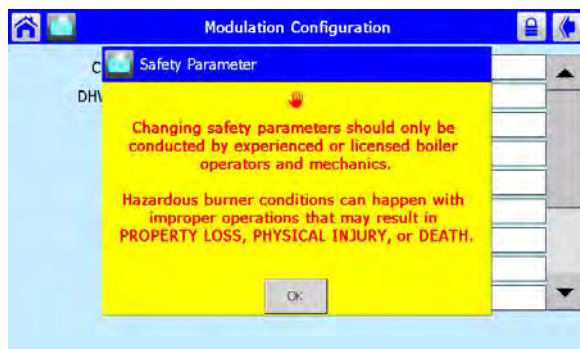 Modulation Configuration
C
Safety Parameter
DHW
Changing safety parameters should only be
conducted by experienced or licensed boiler
operators and mechanics.
Hazardous burner conditions can happen with
improper operations that may result in
PROPERTY LOSS, PHYSICAL INJURY, or DEATH.
OK